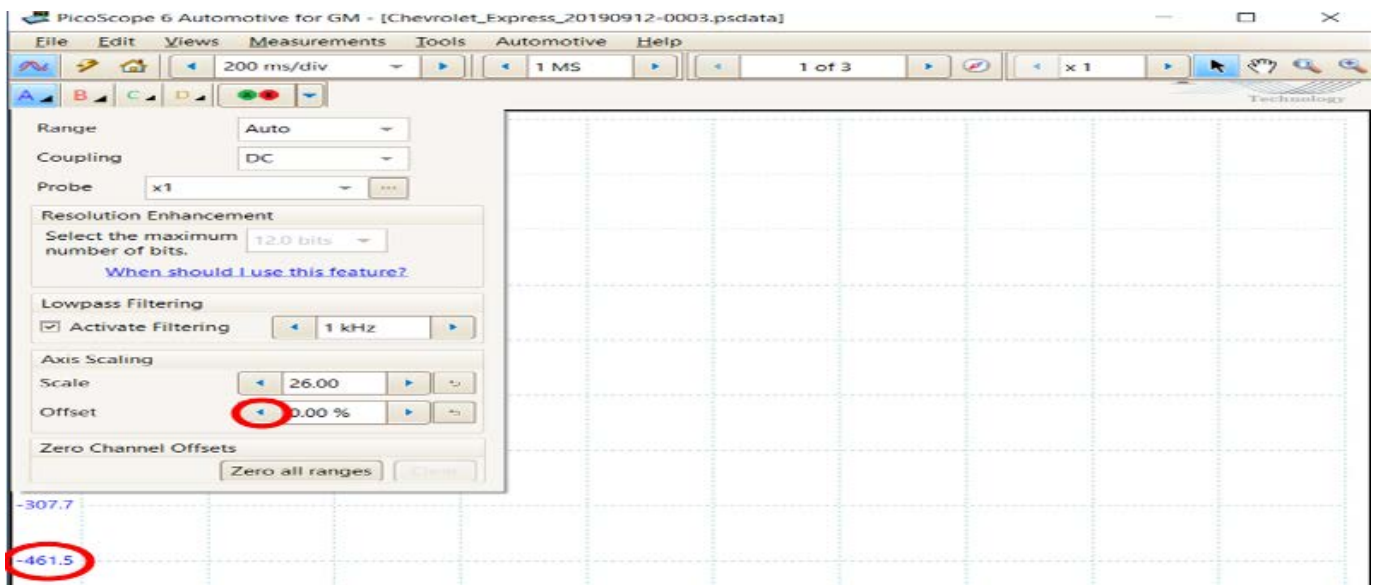 PicoScope 6 Automotive for GM - [Chevrolet_Express_20190912-0003.psdata]
File Edit Views Measurements Tools Automotive Help
200 ms/div 1 MS 1 of 3 x 1
A B C D
Technology
Range Auto
Coupling DC
Probe x1 ...
Resolution Enhancement
Select the maximum number of bits. 12.0 bits
When should I use this feature?
Lowpass Filtering
Activate Filtering 1 kHz
Axis Scaling
Scale 26.00
Offset 0.00 %
Zero Channel Offsets
Zero all ranges Clear
-307.7
-461.5